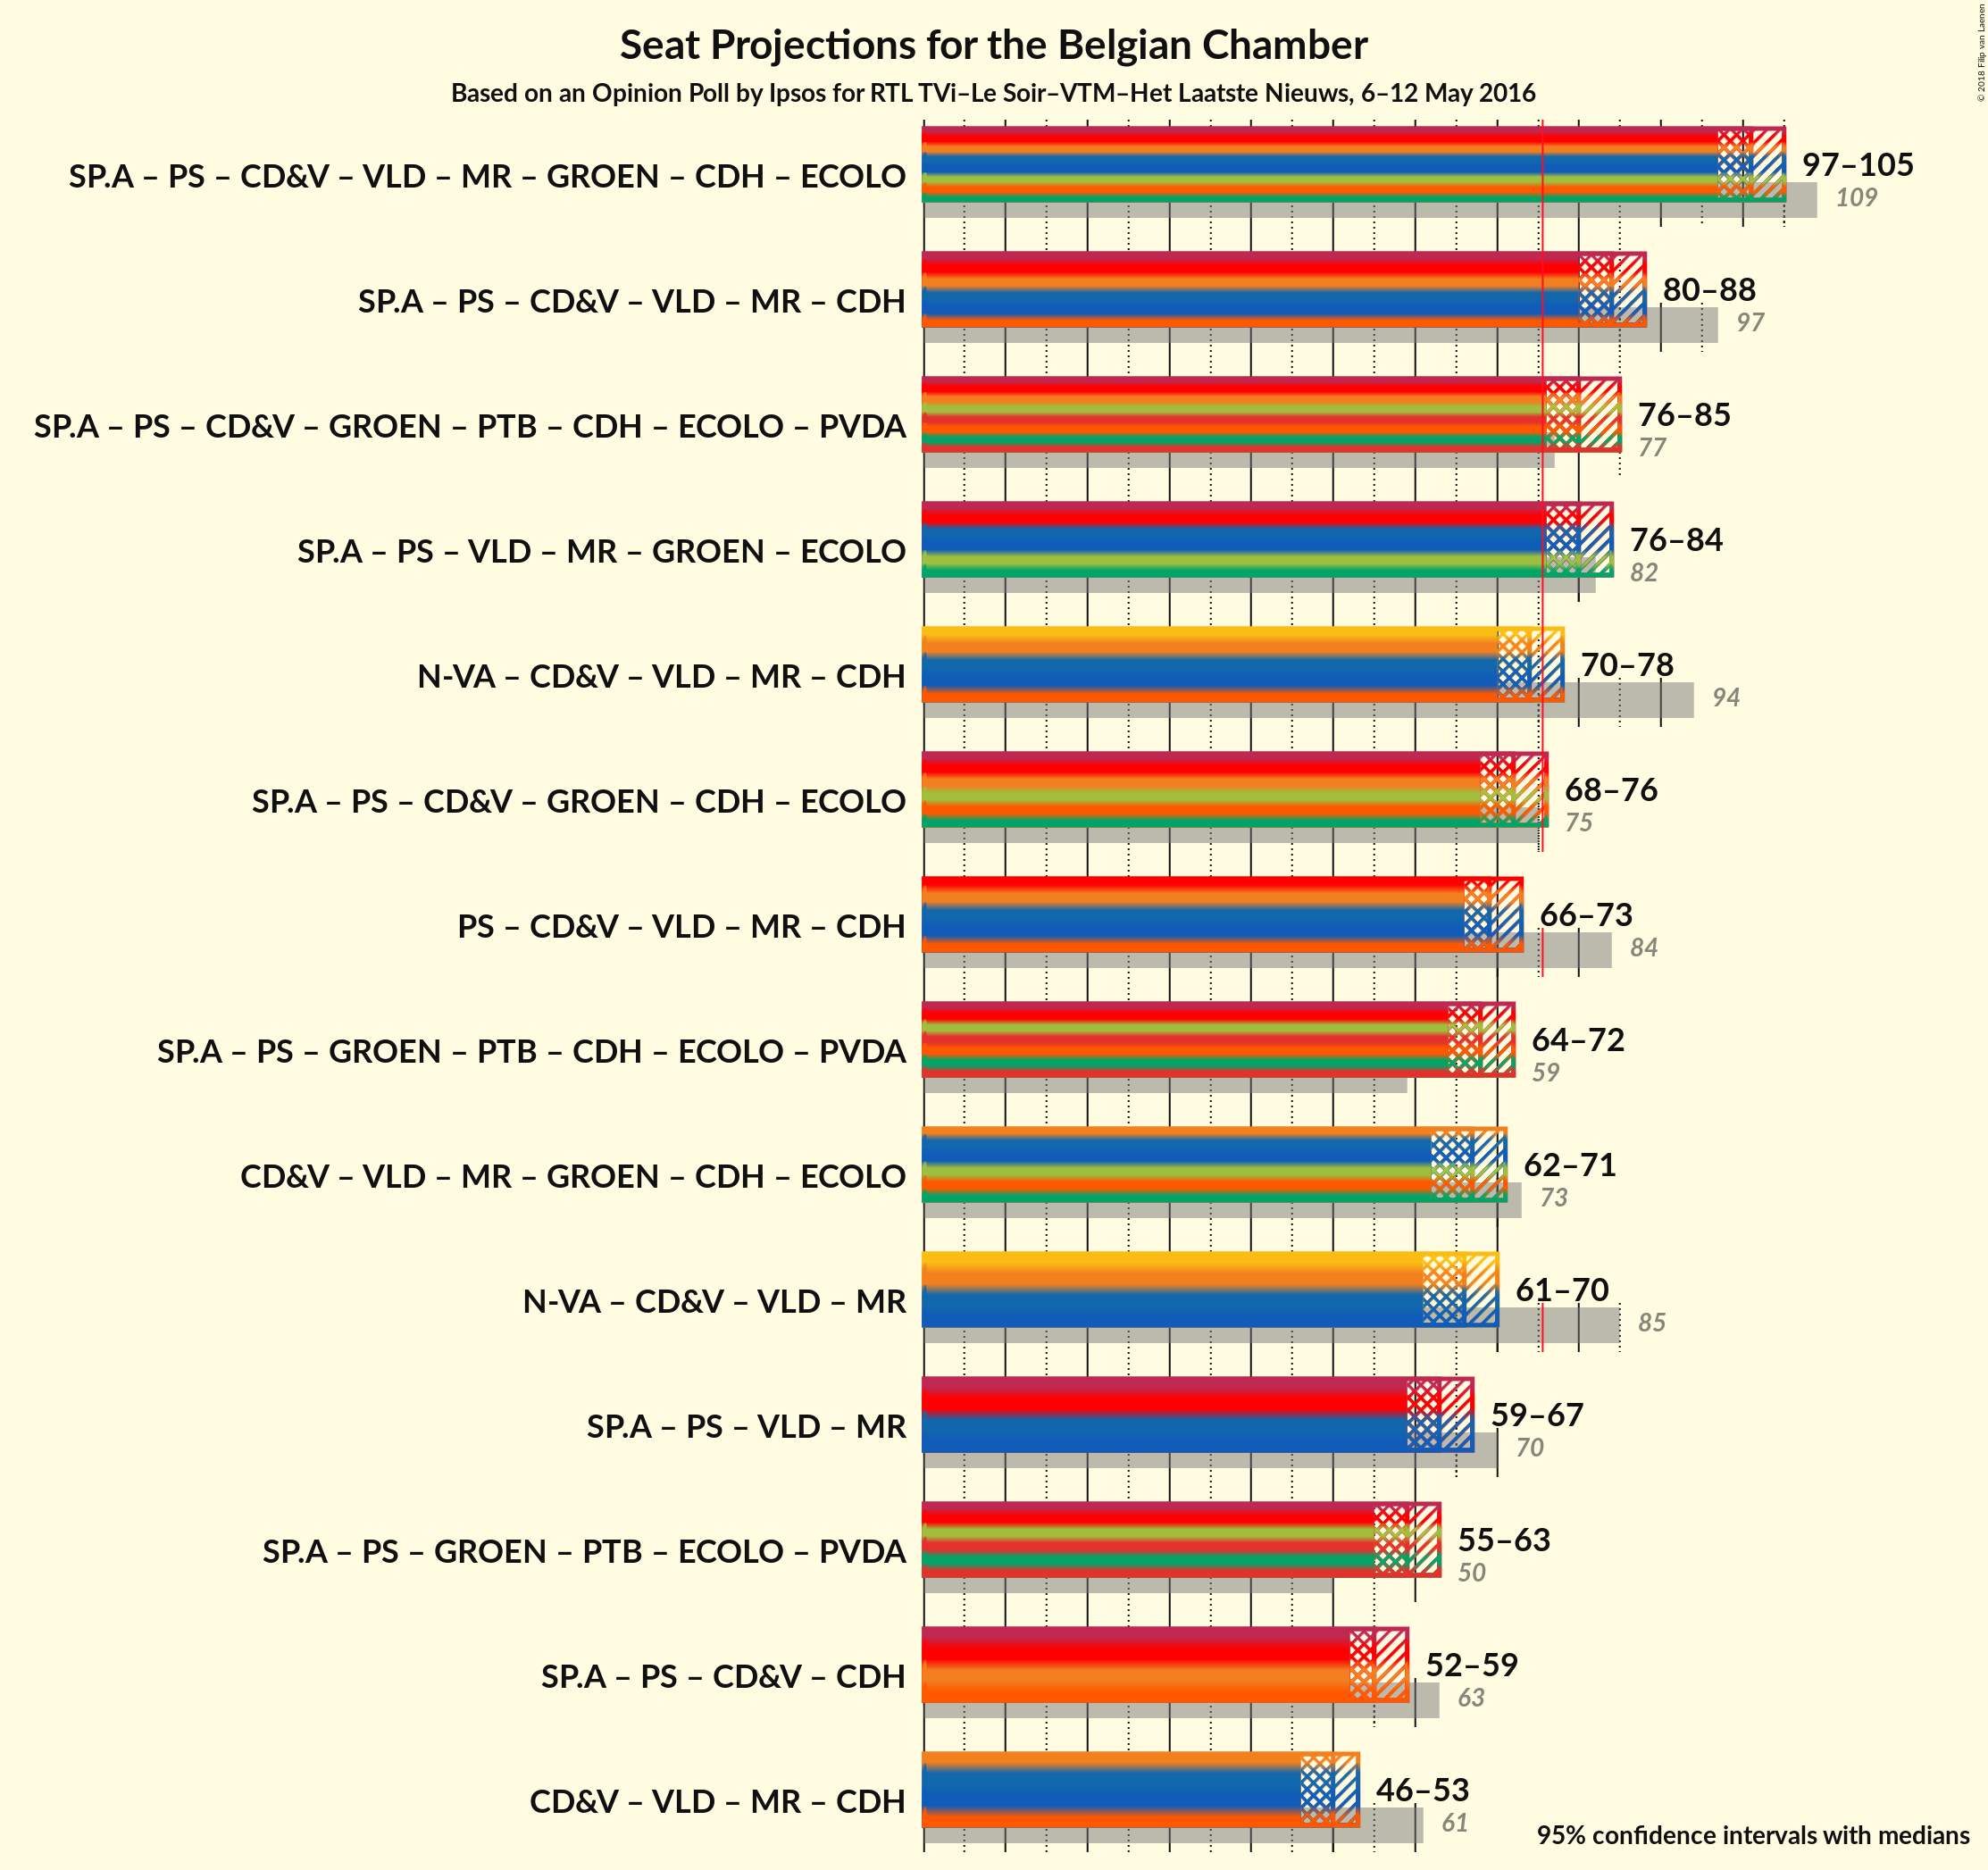 Seat Projections for the Belgian Chamber
Based on an Opinion Poll by Ipsos for RTL TVi–Le Soir–VTM–Het Laatste Nieuws, 6–12 May 2016
© 2018 Filip van Laenen
SP.A – PS – CD&V – VLD – MR – GROEN – CDH – ECOLO
97–105
109
SP.A – PS – CD&V – VLD – MR – CDH
80–88
97
SP.A – PS – CD&V – GROEN – PTB – CDH – ECOLO – PVDA
76–85
77
SP.A – PS – VLD – MR – GROEN – ECOLO
76–84
82
N-VA – CD&V – VLD – MR – CDH
70–78
94
SP.A – PS – CD&V – GROEN – CDH – ECOLO
68–76
75
PS – CD&V – VLD – MR – CDH
66–73
84
SP.A – PS – GROEN – PTB – CDH – ECOLO – PVDA
64–72
59
CD&V – VLD – MR – GROEN – CDH – ECOLO
62–71
73
N-VA – CD&V – VLD – MR
61–70
85
SP.A – PS – VLD – MR
59–67
70
SP.A – PS – GROEN – PTB – ECOLO – PVDA
55–63
50
SP.A – PS – CD&V – CDH
52–59
63
CD&V – VLD – MR – CDH
46–53
61
95% confidence intervals with medians